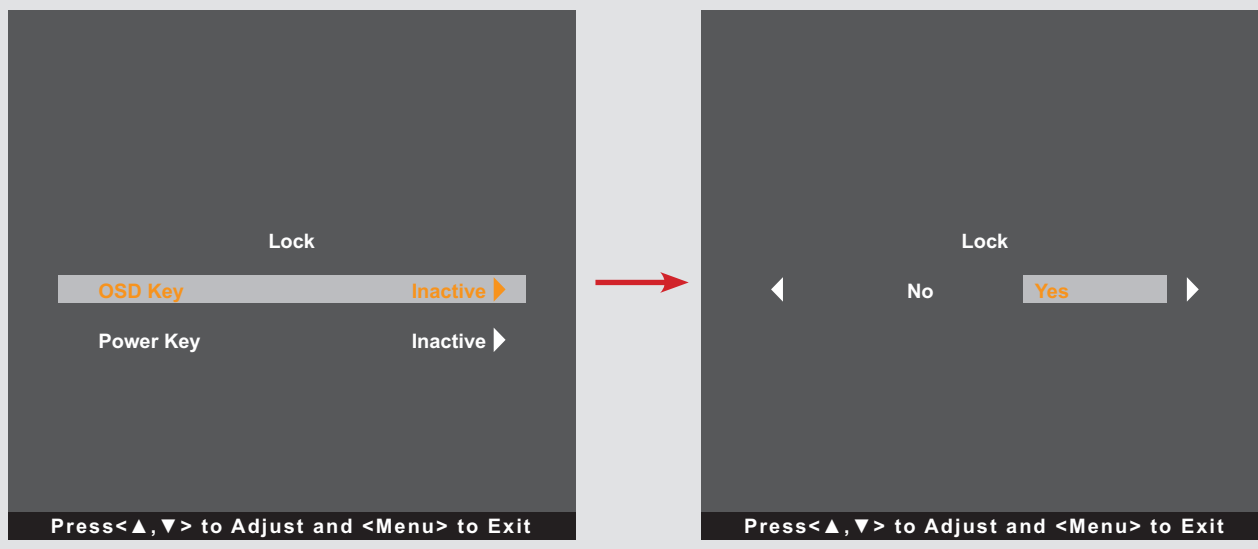 Lock
OSD Key Inactive
Power Key Inactive
Press<▲,▼> to Adjust and <Menu> to Exit
Lock
No Yes
Press<▲,▼> to Adjust and <Menu> to Exit